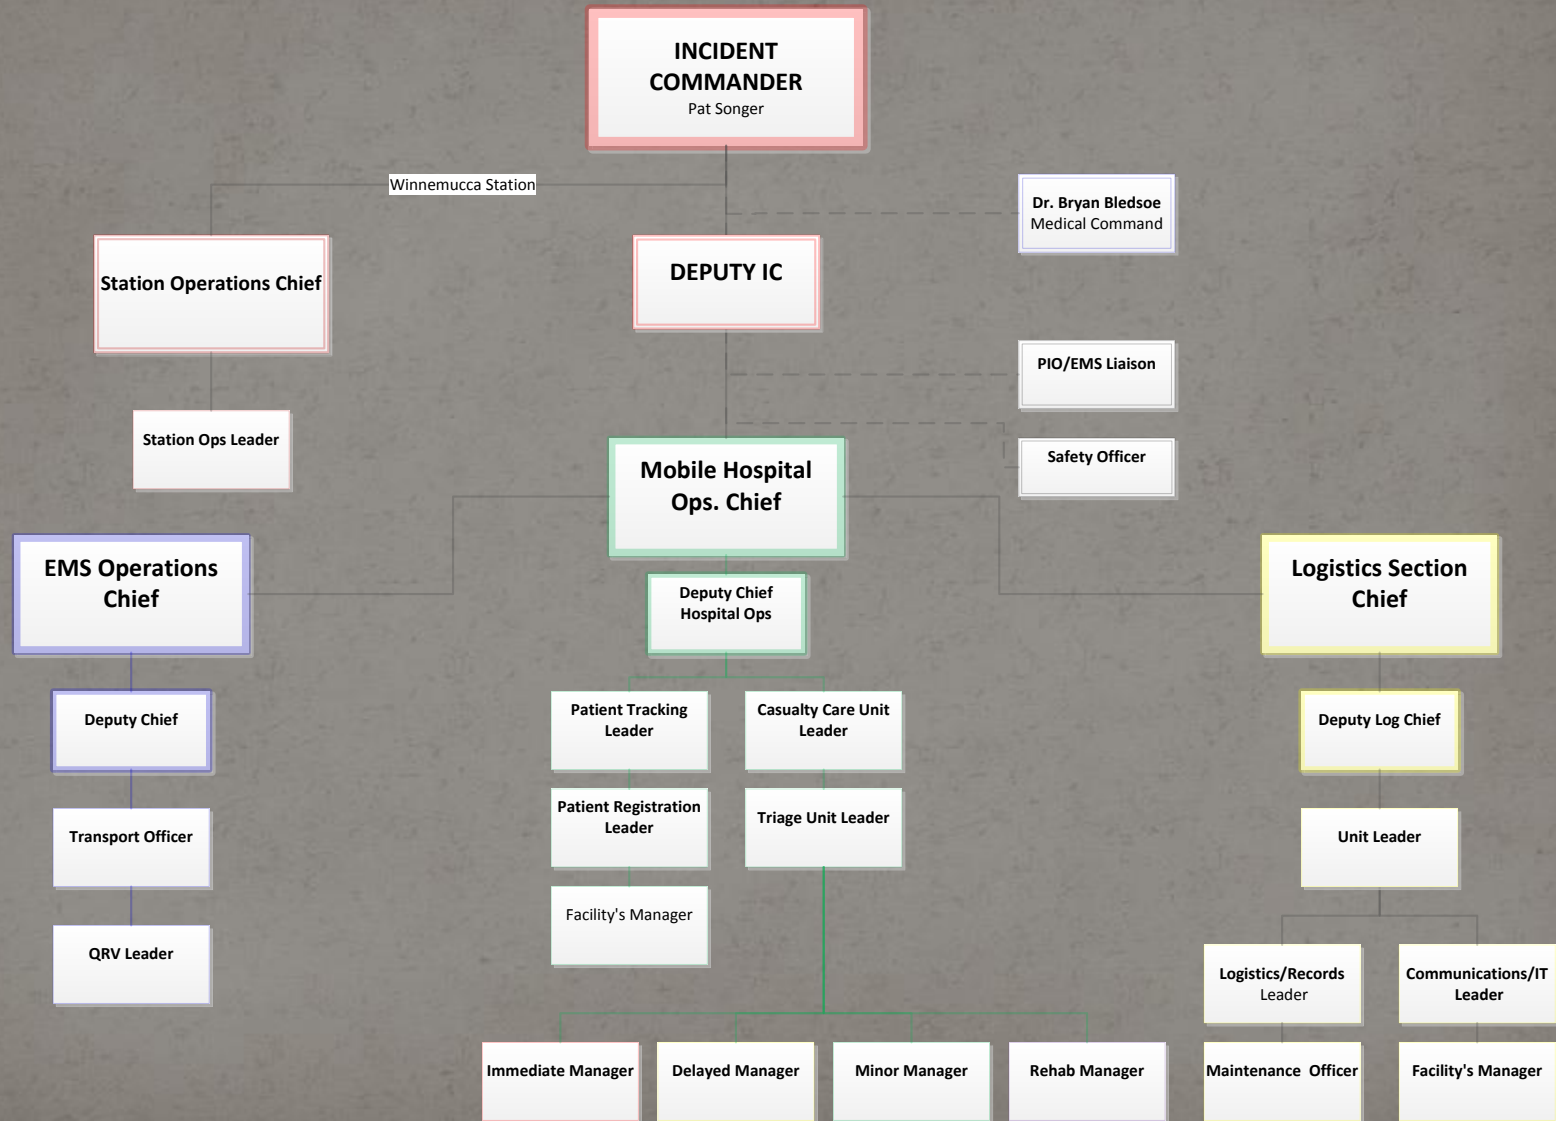 INCIDENT
COMMANDER
Pat Songer
Winnemucca Station
Dr. Bryan Bledsoe
Medical Command
Station Operations Chief
DEPUTY IC
PIO/EMS Liaison
Station Ops Leader
Safety Officer
Mobile Hospital
Ops. Chief
EMS Operations
Chief
Logistics Section
Chief
Deputy Chief
Hospital Ops
Deputy Chief
Patient Tracking
Leader
Casualty Care Unit
Leader
Deputy Log Chief
Transport Officer
Patient Registration
Leader
Triage Unit Leader
Unit Leader
QRV Leader
Facility's Manager
Logistics/Records
Leader
Communications/IT
Leader
Immediate Manager
Delayed Manager
Minor Manager
Rehab Manager
Maintenance  Officer
Facility's Manager